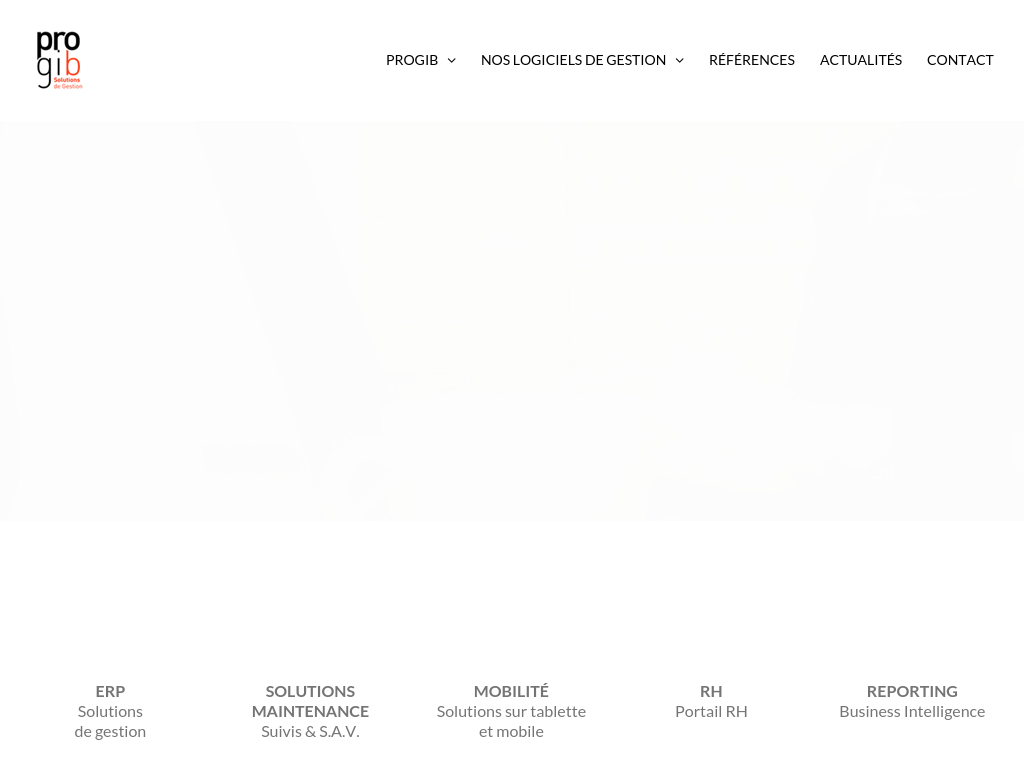 pro
gib
Solutions
de Gestion
PROGIB
NOS LOGICIELS DE GESTION
RÉFÉRENCES
ACTUALITÉS
CONTACT
ERP
Solutions
de gestion
SOLUTIONS
MAINTENANCE
Suivis & S.A.V.
MOBILITÉ
Solutions sur tablette
et mobile
RH
Portail RH
REPORTING
Business Intelligence